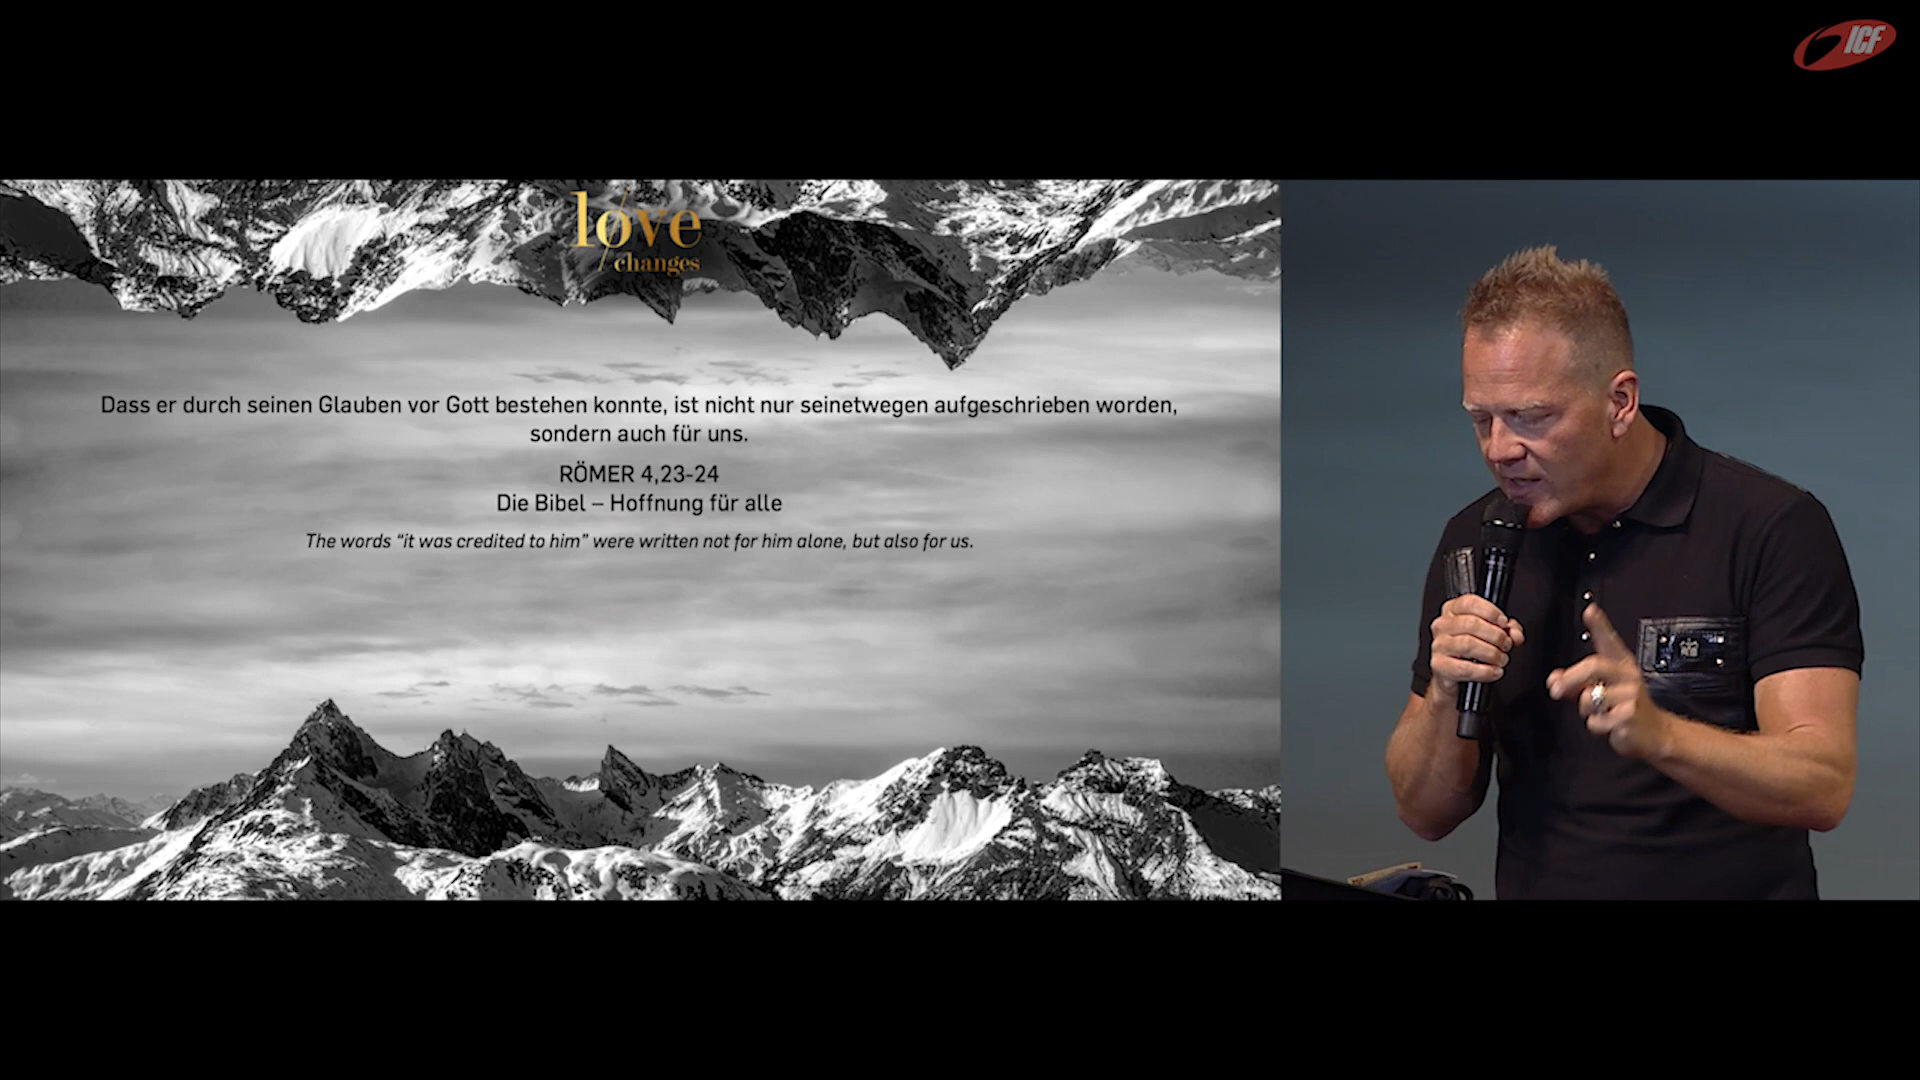 ICF
love
changes
Dass er durch seinen Glauben vor Gott bestehen konnte, ist nicht nur seinetwegen aufgeschrieben worden,
sondern auch für uns.
RÖMER 4,23-24
Die Bibel – Hoffnung für alle
The words “it was credited to him” were written not for him alone, but also for us.